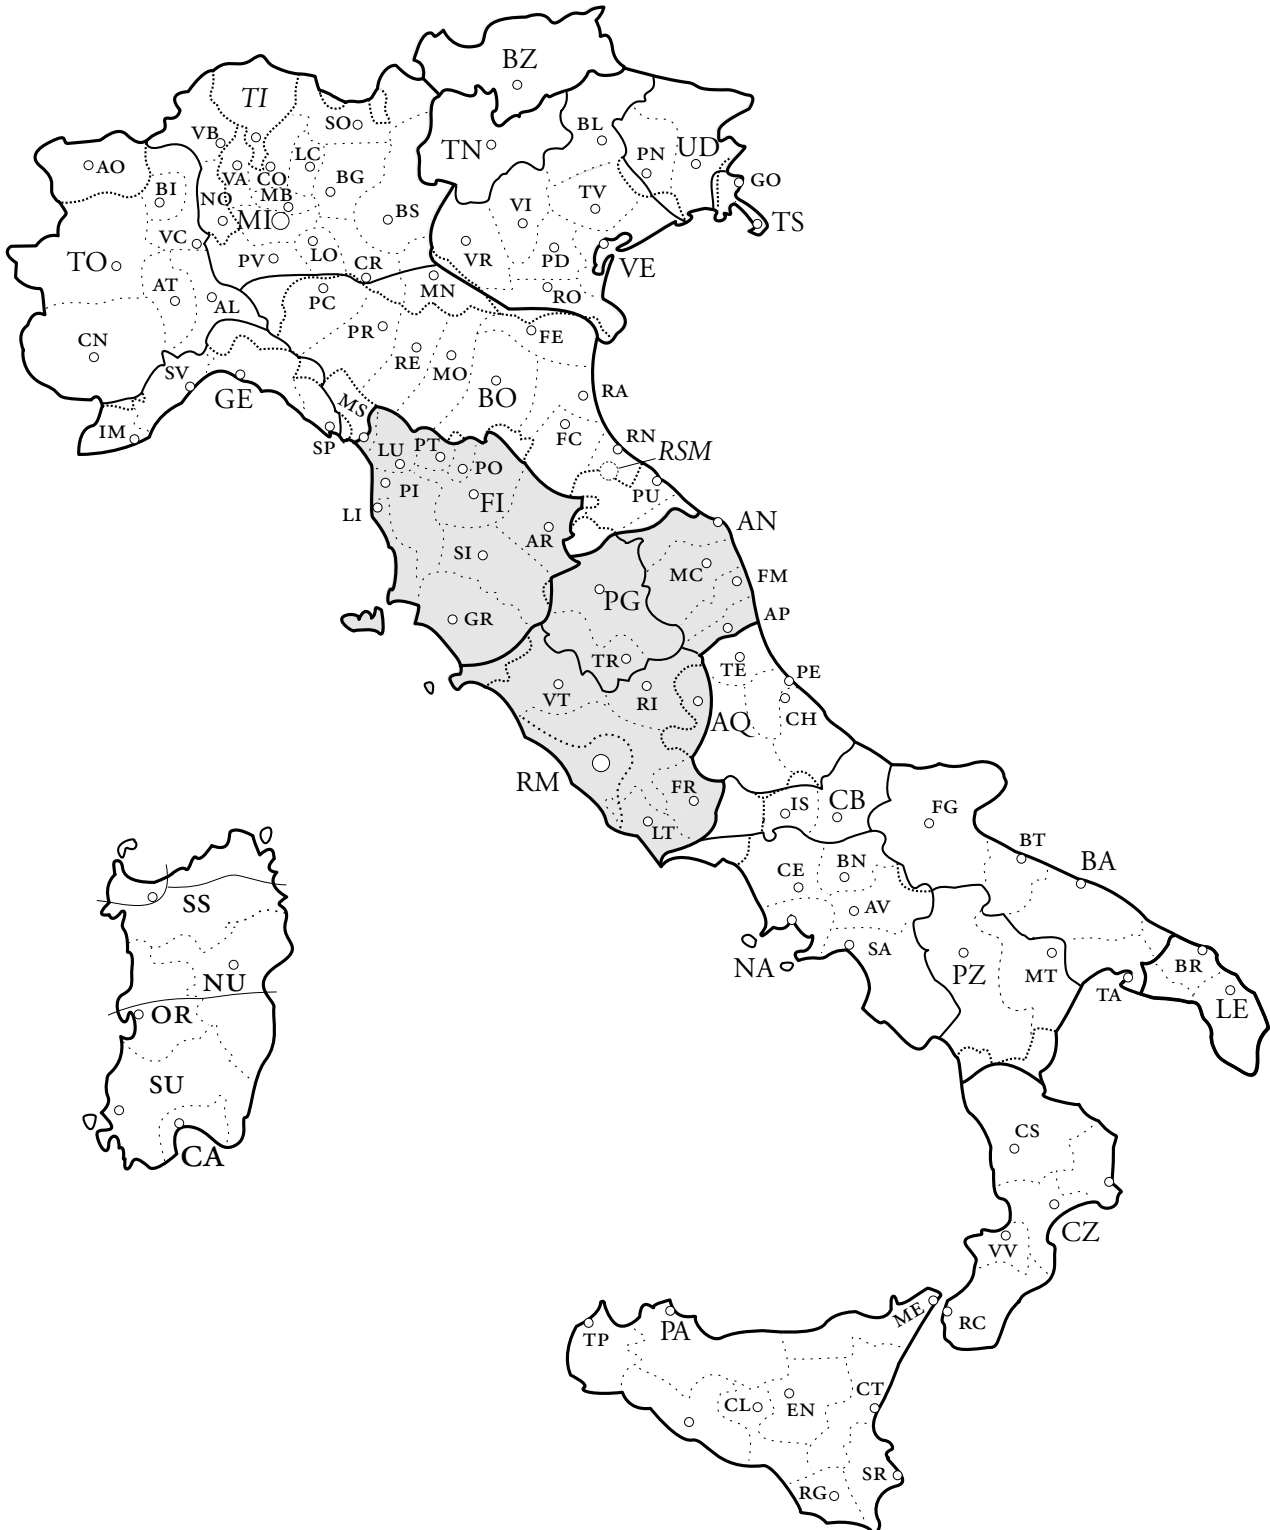 BZ
TI
SO
BL
TN
VB
PN
UD
LC
AO
VA
CO
BG
GO
BI
MB
NO
TV
VI
BS
MI
TS
VC
LO
VR
PD
VE
PV
TO
CR
AT
MN
RO
AL
PC
PR
FE
CN
RE
MO
SV
BO
RA
GE
MS
IM
FC
RN
SP
LU
PT
RSM
PO
PI
PU
FI
LI
AN
AR
SI
MC
FM
PG
AP
GR
TR
TE
PE
VT
RI
CH
AQ
RM
FR
IS
CB
FG
LT
BT
BA
CE
BN
SS
AV
SA
NA
BR
PZ
MT
NU
TA
LE
OR
SU
CS
CA
CZ
VV
ME
RC
TP
PA
CT
CL
EN
SR
RG